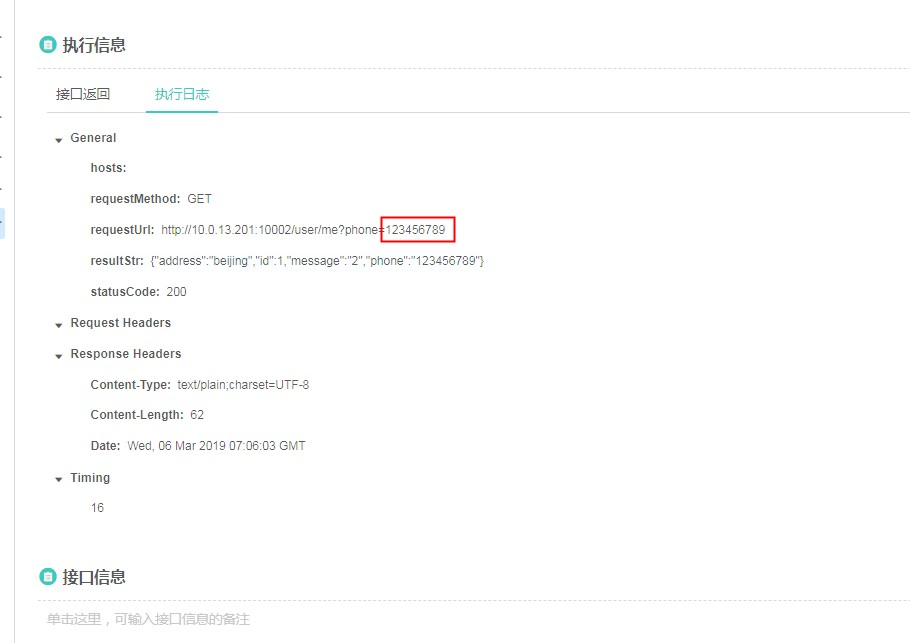 执行信息
接口返回 执行日志
General
hosts:
requestMethod: GET
requestUrl: http://10.0.13.201:10002/user/me?phone=123456789
resultStr: {"address":"beijing","id":1,"message":"2","phone":"123456789"}
statusCode: 200
Request Headers
Response Headers
Content-Type: text/plain;charset=UTF-8
Content-Length: 62
Date: Wed, 06 Mar 2019 07:06:03 GMT
Timing
16
接口信息
单击这里，可输入接口信息的备注